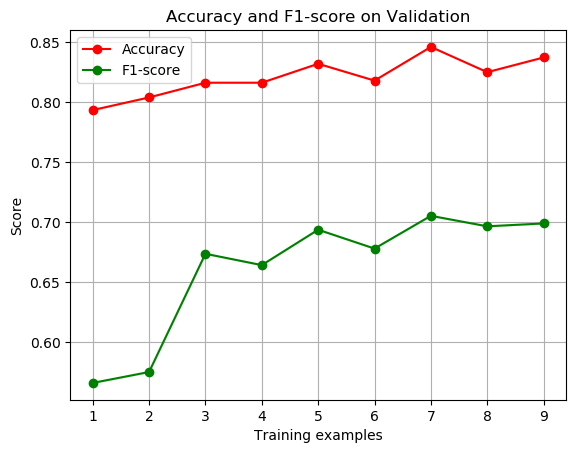 Accuracy and F1-score on Validation
Accuracy
F1-score
0.85
0.80
0.75
0.70
0.65
0.60
Score
1 2 3 4 5 6 7 8 9
Training examples